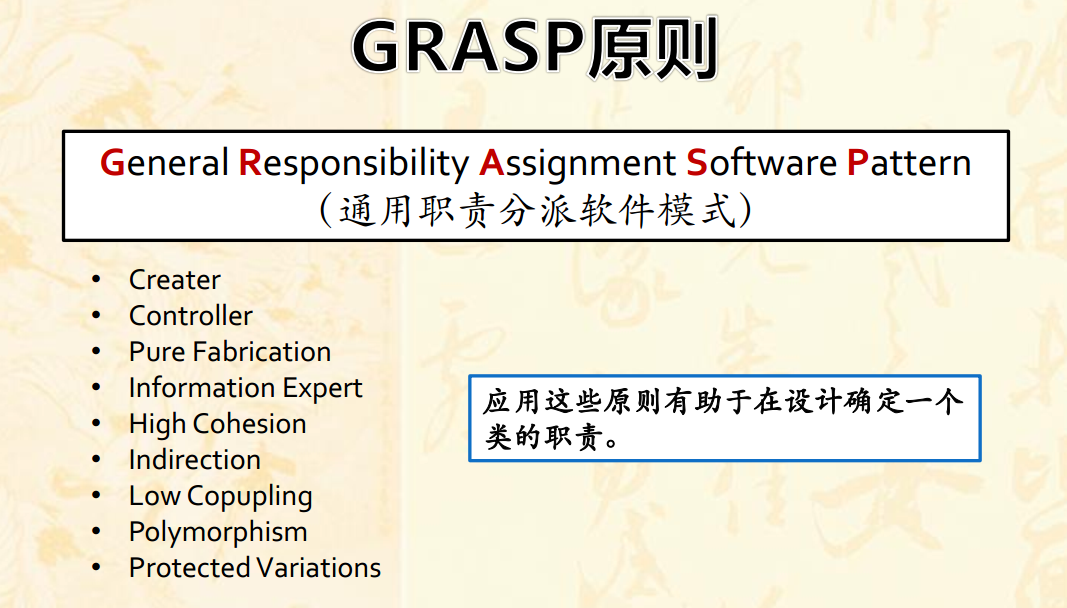 GRASP原则
General Responsibility Assignment Software Pattern
（通用职责分派软件模式）
• Creater
• Controller
• Pure Fabrication
• Information Expert
• High Cohesion
• Indirection
• Low Copupling
• Polymorphism
• Protected Variations
应用这些原则有助于在设计确定一个
类的职责。